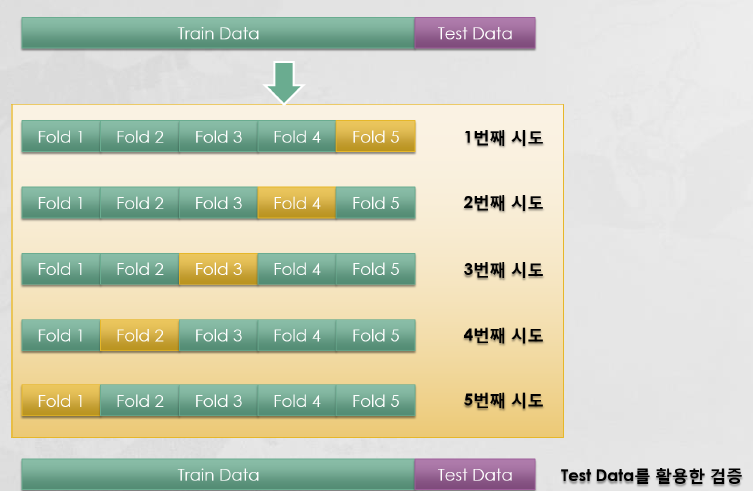 Train Data Test Data
Fold 1 Fold 2 Fold 3 Fold 4 Fold 5 1번째 시도
Fold 1 Fold 2 Fold 3 Fold 4 Fold 5 2번째 시도
Fold 1 Fold 2 Fold 3 Fold 4 Fold 5 3번째 시도
Fold 1 Fold 2 Fold 3 Fold 4 Fold 5 4번째 시도
Fold 1 Fold 2 Fold 3 Fold 4 Fold 5 5번째 시도
Train Data Test Data Test Data를 활용한 검증